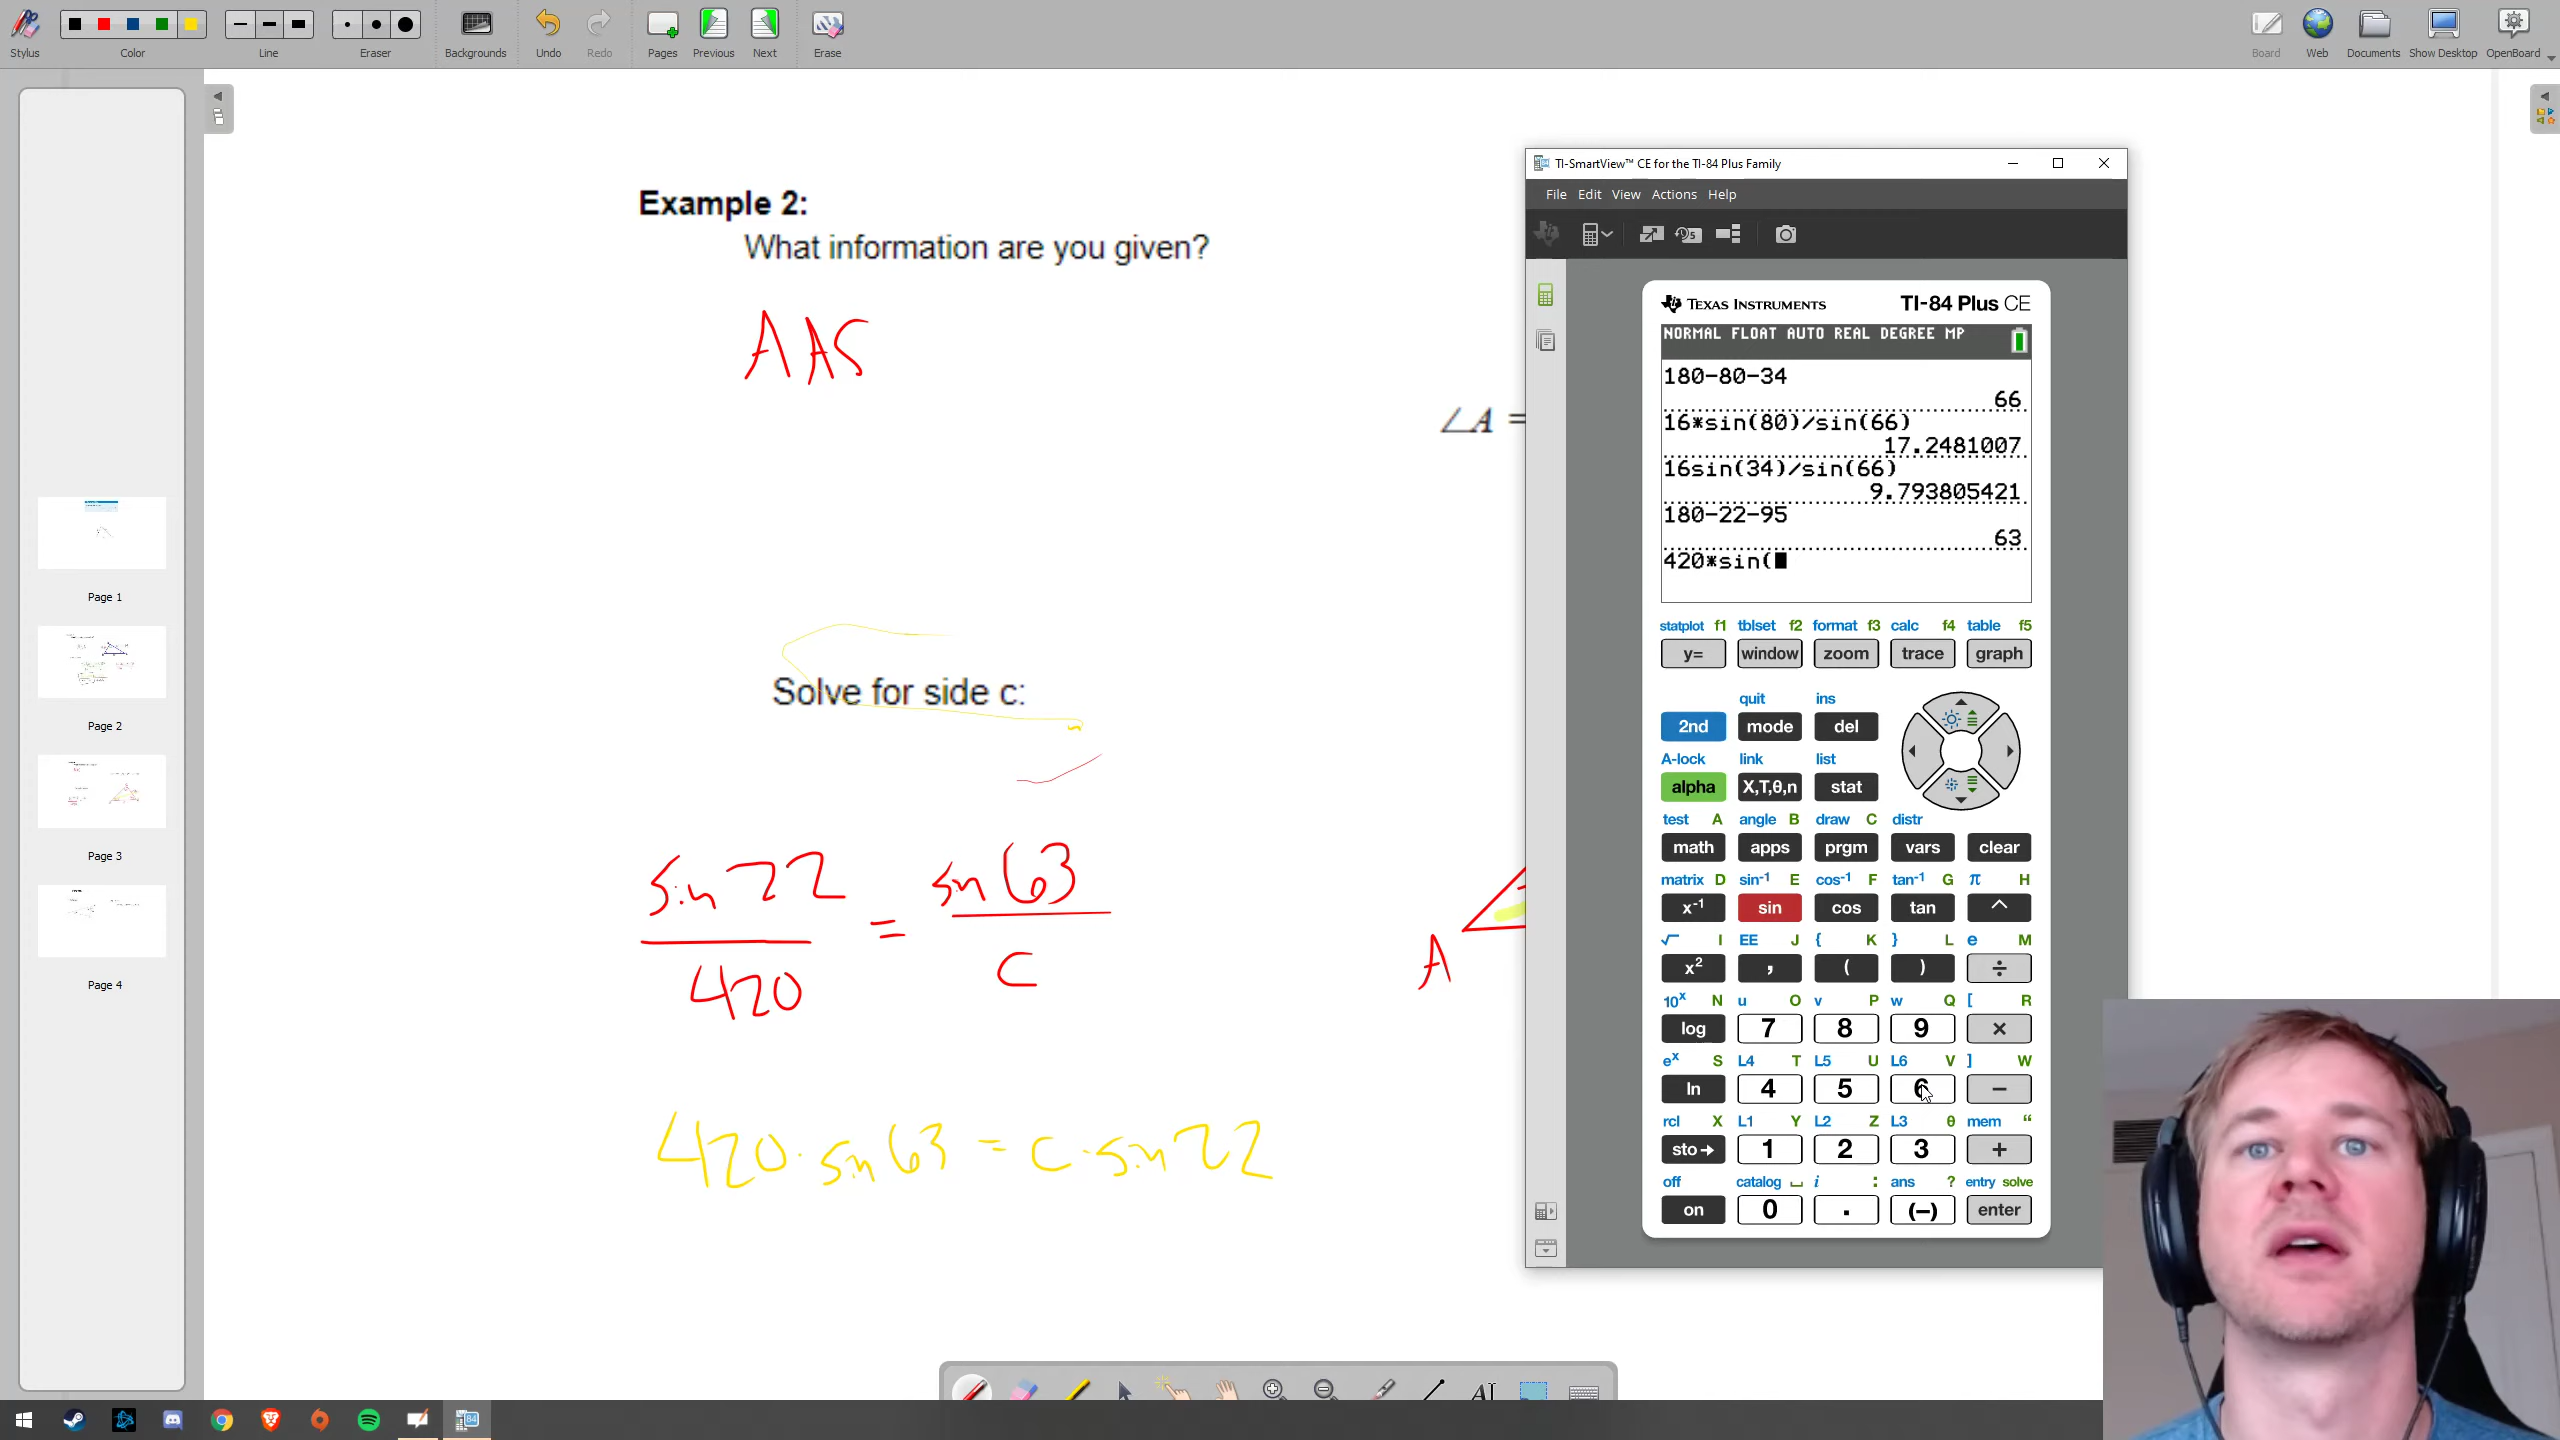 Stylus Color Line Eraser Backgrounds Undo Redo Pages Previous Next Erase Board Web Documents Show Desktop OpenBoard
Page 1
Page 2
Page 3
Page 4
Example 2:
What information are you given?
AAS
∠A =
Solve for side c:
sin 22 / 420 = sin 63 / c
A
420 · sin 63 = c · sin 22
TI-SmartView™ CE for the TI-84 Plus Family
File Edit View Actions Help
TEXAS INSTRUMENTS TI-84 Plus CE
NORMAL FLOAT AUTO REAL DEGREE MP
180-80-34
66
16*sin(80)/sin(66)
17.2481007
16sin(34)/sin(66)
9.793805421
180-22-95
63
420*sin(
statplot f1 tblset f2 format f3 calc f4 table f5
y= window zoom trace graph
quit ins
2nd mode del
A-lock link list
alpha X,T,θ,n stat
test A angle B draw C distr
math apps prgm vars clear
matrix D sin⁻¹ E cos⁻¹ F tan⁻¹ G π H
x⁻¹ sin cos tan ^
√ I EE J { K } L e M
x² , ( ) ÷
10ˣ N u O v P w Q [ R
log 7 8 9 ×
eˣ S L4 T L5 U L6 V ] W
ln 4 5 6 −
rcl X L1 Y L2 Z L3 θ mem “
sto→ 1 2 3 +
off catalog ⎵ i : ans ? entry solve
on 0 . (−) enter